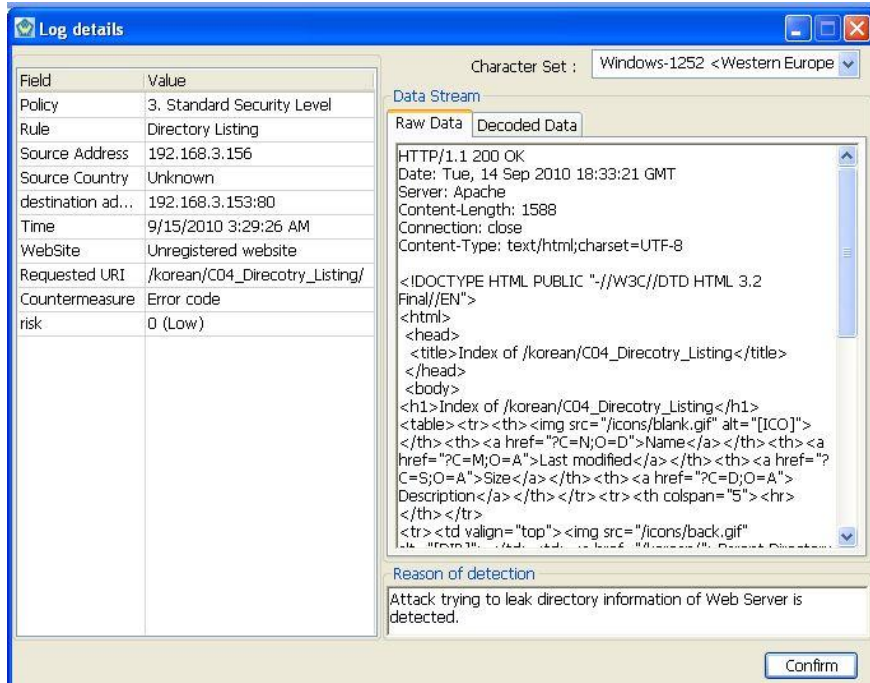 Log details
Character Set :
Windows-1252 <Western Europe
Field Value
Policy 3. Standard Security Level
Rule Directory Listing
Source Address 192.168.3.156
Source Country Unknown
destination ad... 192.168.3.153:80
Time 9/15/2010 3:29:26 AM
WebSite Unregistered website
Requested URI /korean/C04_Direcotry_Listing/
Countermeasure Error code
risk 0 (Low)
Data Stream
Raw Data Decoded Data
HTTP/1.1 200 OK
Date: Tue, 14 Sep 2010 18:33:21 GMT
Server: Apache
Content-Length: 1588
Connection: close
Content-Type: text/html;charset=UTF-8
<!DOCTYPE HTML PUBLIC "-//W3C//DTD HTML 3.2
Final//EN">
<html>
<head>
<title>Index of /korean/C04_Direcotry_Listing</title>
</head>
<body>
<h1>Index of /korean/C04_Direcotry_Listing</h1>
<table><tr><th><img src="/icons/blank.gif" alt="[ICO]">
</th><th><a href="?C=N;O=D">Name</a></th><th><a
href="?C=M;O=A">Last modified</a></th><th><a href="?
C=S;O=A">Size</a></th><th><a href="?C=D;O=A">
Description</a></th></tr><tr><th colspan="5"><hr>
</th></tr>
<tr><td valign="top"><img src="/icons/back.gif"
Reason of detection
Attack trying to leak directory information of Web Server is
detected.
Confirm